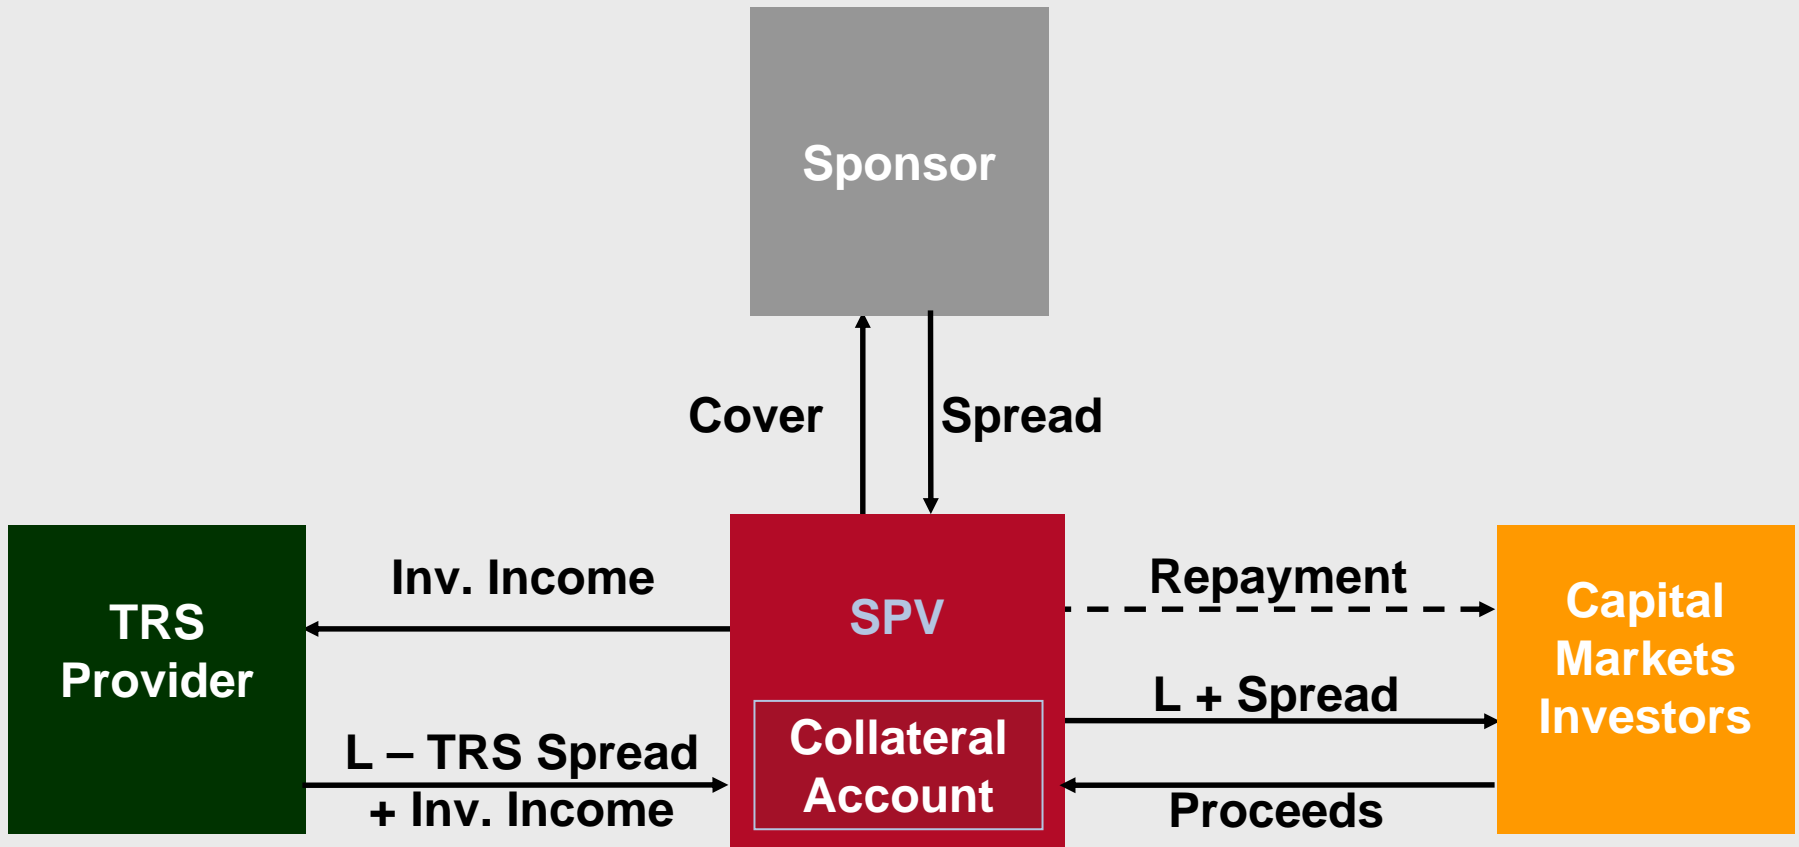 Sponsor
Cover
Spread
Inv. Income
Repayment
TRS
Provider
SPV
Capital
Markets
Investors
L + Spread
L – TRS Spread
+ Inv. Income
Collateral
Account
Proceeds